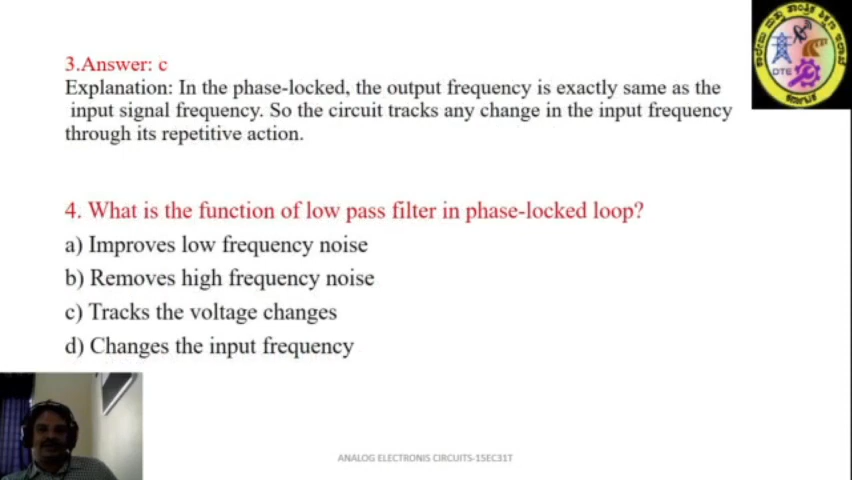 3.Answer: c
Explanation: In the phase-locked, the output frequency is exactly same as the
input signal frequency. So the circuit tracks any change in the input frequency
through its repetitive action.
4. What is the function of low pass filter in phase-locked loop?
a) Improves low frequency noise
b) Removes high frequency noise
c) Tracks the voltage changes
d) Changes the input frequency
DTE
ANALOG ELECTRONIS CIRCUITS-15EC31T